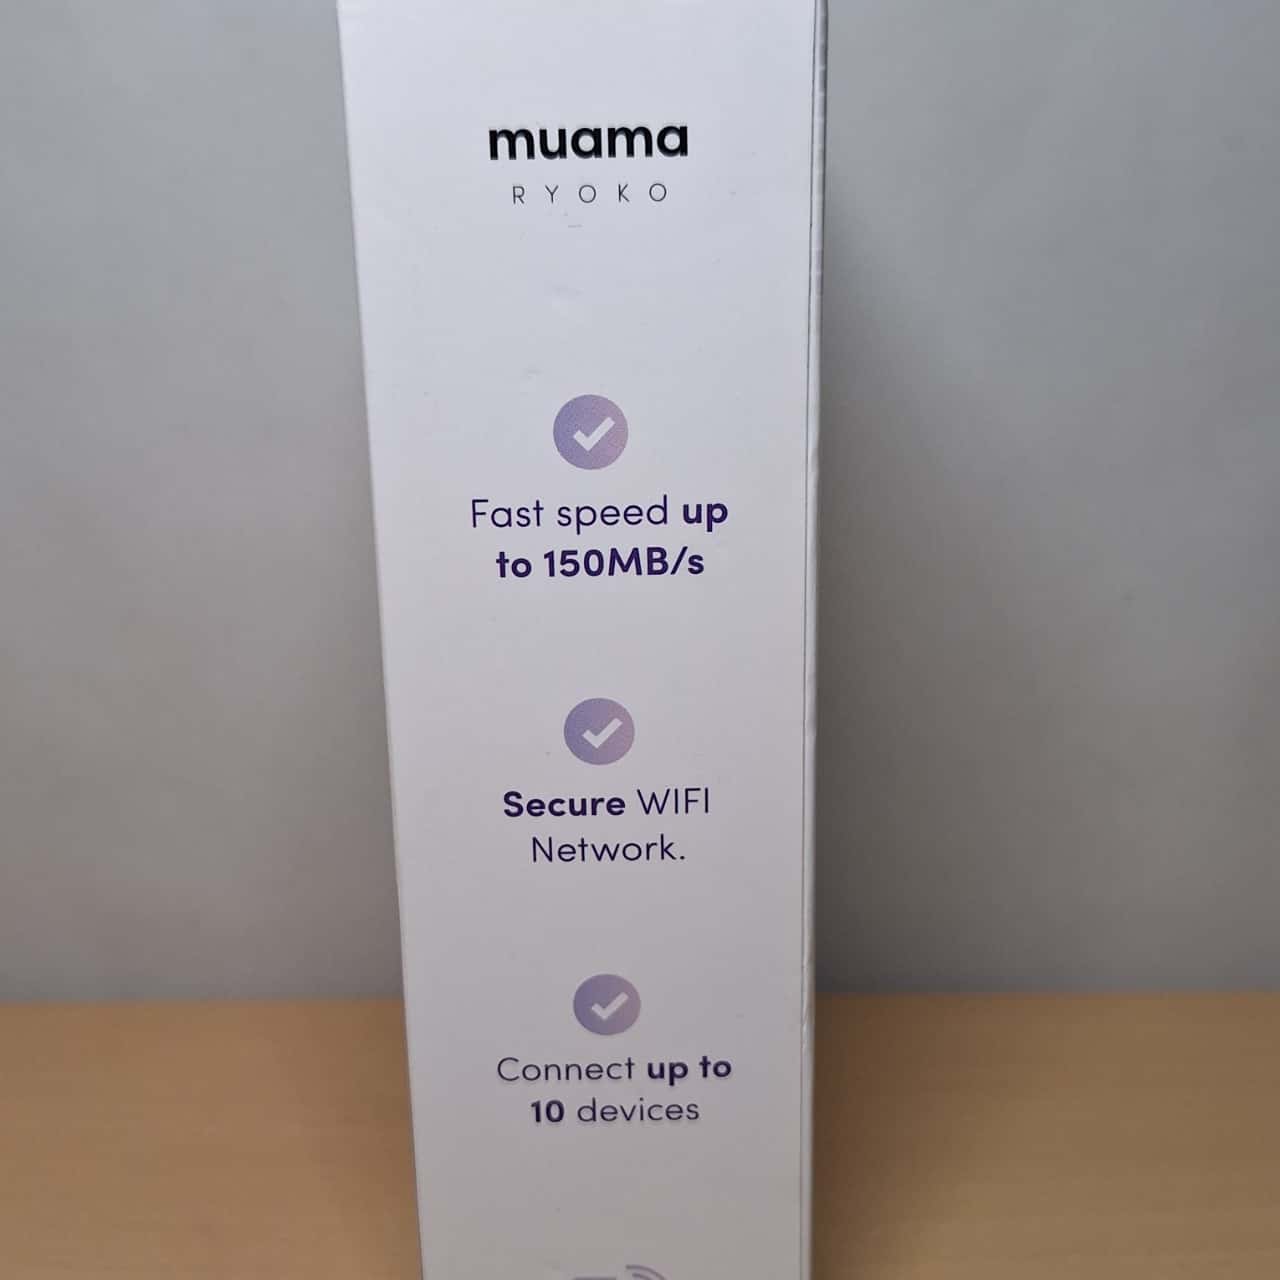 muama
RYOKO
Fast speed up
to 150MB/s
Secure WIFI
Network.
Connect up to
10 devices